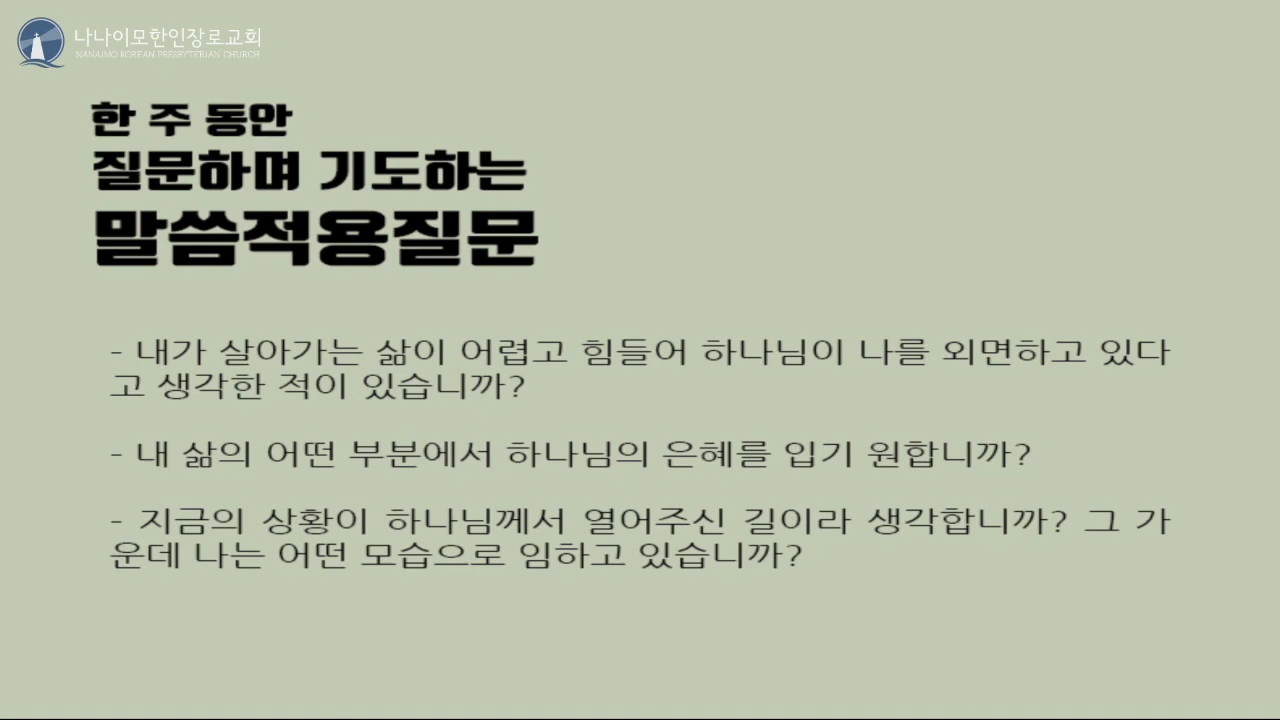 나나이모한인장로교회
NANAIMO KOREAN PRESBYTERIAN CHURCH
한 주 동안
질문하며 기도하는
말씀적용질문
- 내가 살아가는 삶이 어렵고 힘들어 하나님이 나를 외면하고 있다
고 생각한 적이 있습니까?
- 내 삶의 어떤 부분에서 하나님의 은혜를 입기 원합니까?
- 지금의 상황이 하나님께서 열어주신 길이라 생각합니까? 그 가
운데 나는 어떤 모습으로 임하고 있습니까?